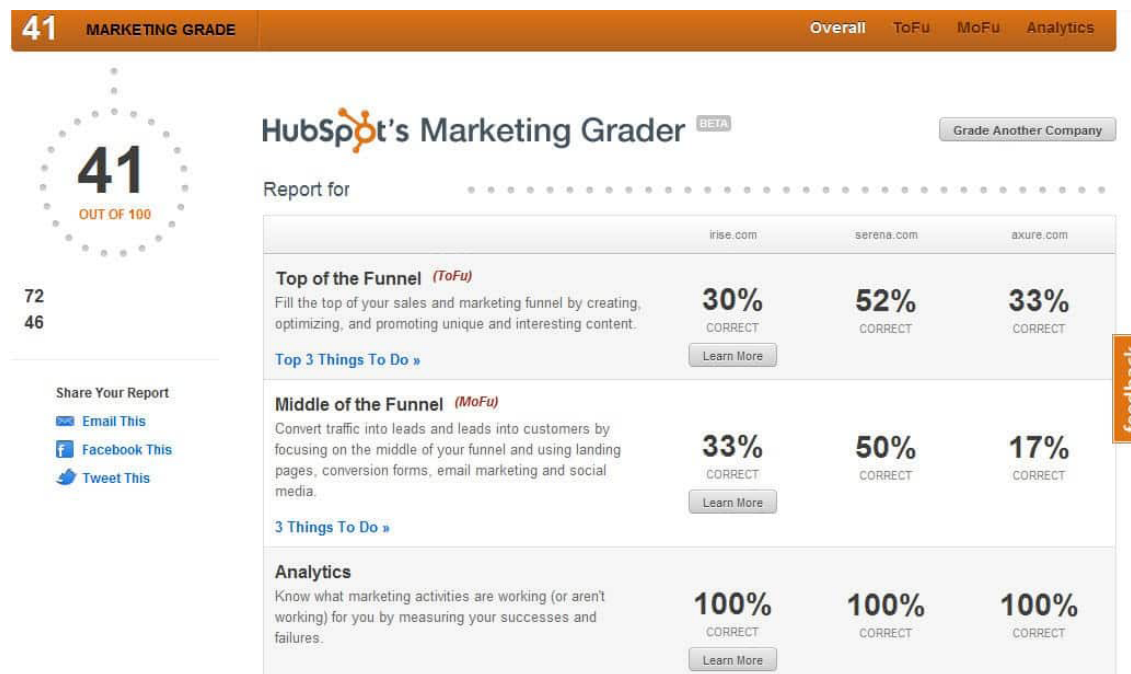 41 MARKETING GRADE Overall ToFu MoFu Analytics
41
OUT OF 100
72
46
Share Your Report
Email This
Facebook This
Tweet This
HubSpot's Marketing Grader BETA
Grade Another Company
Report for
irise.com serena.com axure.com
Top of the Funnel (ToFu)
Fill the top of your sales and marketing funnel by creating,
optimizing, and promoting unique and interesting content.
Top 3 Things To Do »
30% 52% 33%
CORRECT CORRECT CORRECT
Learn More
Middle of the Funnel (MoFu)
Convert traffic into leads and leads into customers by
focusing on the middle of your funnel and using landing
pages, conversion forms, email marketing and social
media.
3 Things To Do »
33% 50% 17%
CORRECT CORRECT CORRECT
Learn More
Analytics
Know what marketing activities are working (or aren't
working) for you by measuring your successes and
failures.
100% 100% 100%
CORRECT CORRECT CORRECT
Learn More
feedback